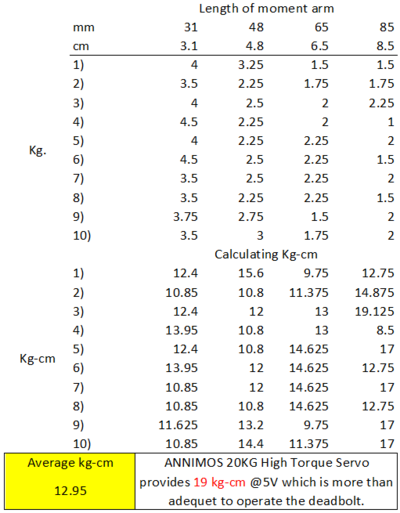 Length of moment arm
mm 31 48 65 85
cm 3.1 4.8 6.5 8.5
1) 4 3.25 1.5 1.5
2) 3.5 2.25 1.75 1.75
3) 4 2.5 2 2.25
4) 4.5 2.25 2 1
Kg.
5) 4 2.25 2.25 2
6) 4.5 2.5 2.25 1.5
7) 3.5 2.5 2.25 2
8) 3.5 2.25 2.25 1.5
9) 3.75 2.75 1.5 2
10) 3.5 3 1.75 2
Calculating Kg-cm
1) 12.4 15.6 9.75 12.75
2) 10.85 10.8 11.375 14.875
3) 12.4 12 13 19.125
4) 13.95 10.8 13 8.5
5) 12.4 10.8 14.625 17
Kg-cm
6) 13.95 12 14.625 12.75
7) 10.85 12 14.625 17
8) 10.85 10.8 14.625 12.75
9) 11.625 13.2 9.75 17
10) 10.85 14.4 11.375 17
Average kg-cm
12.95
ANNIMOS 20KG High Torque Servo
provides 19 kg-cm @5V which is more than
adequet to operate the deadbolt.